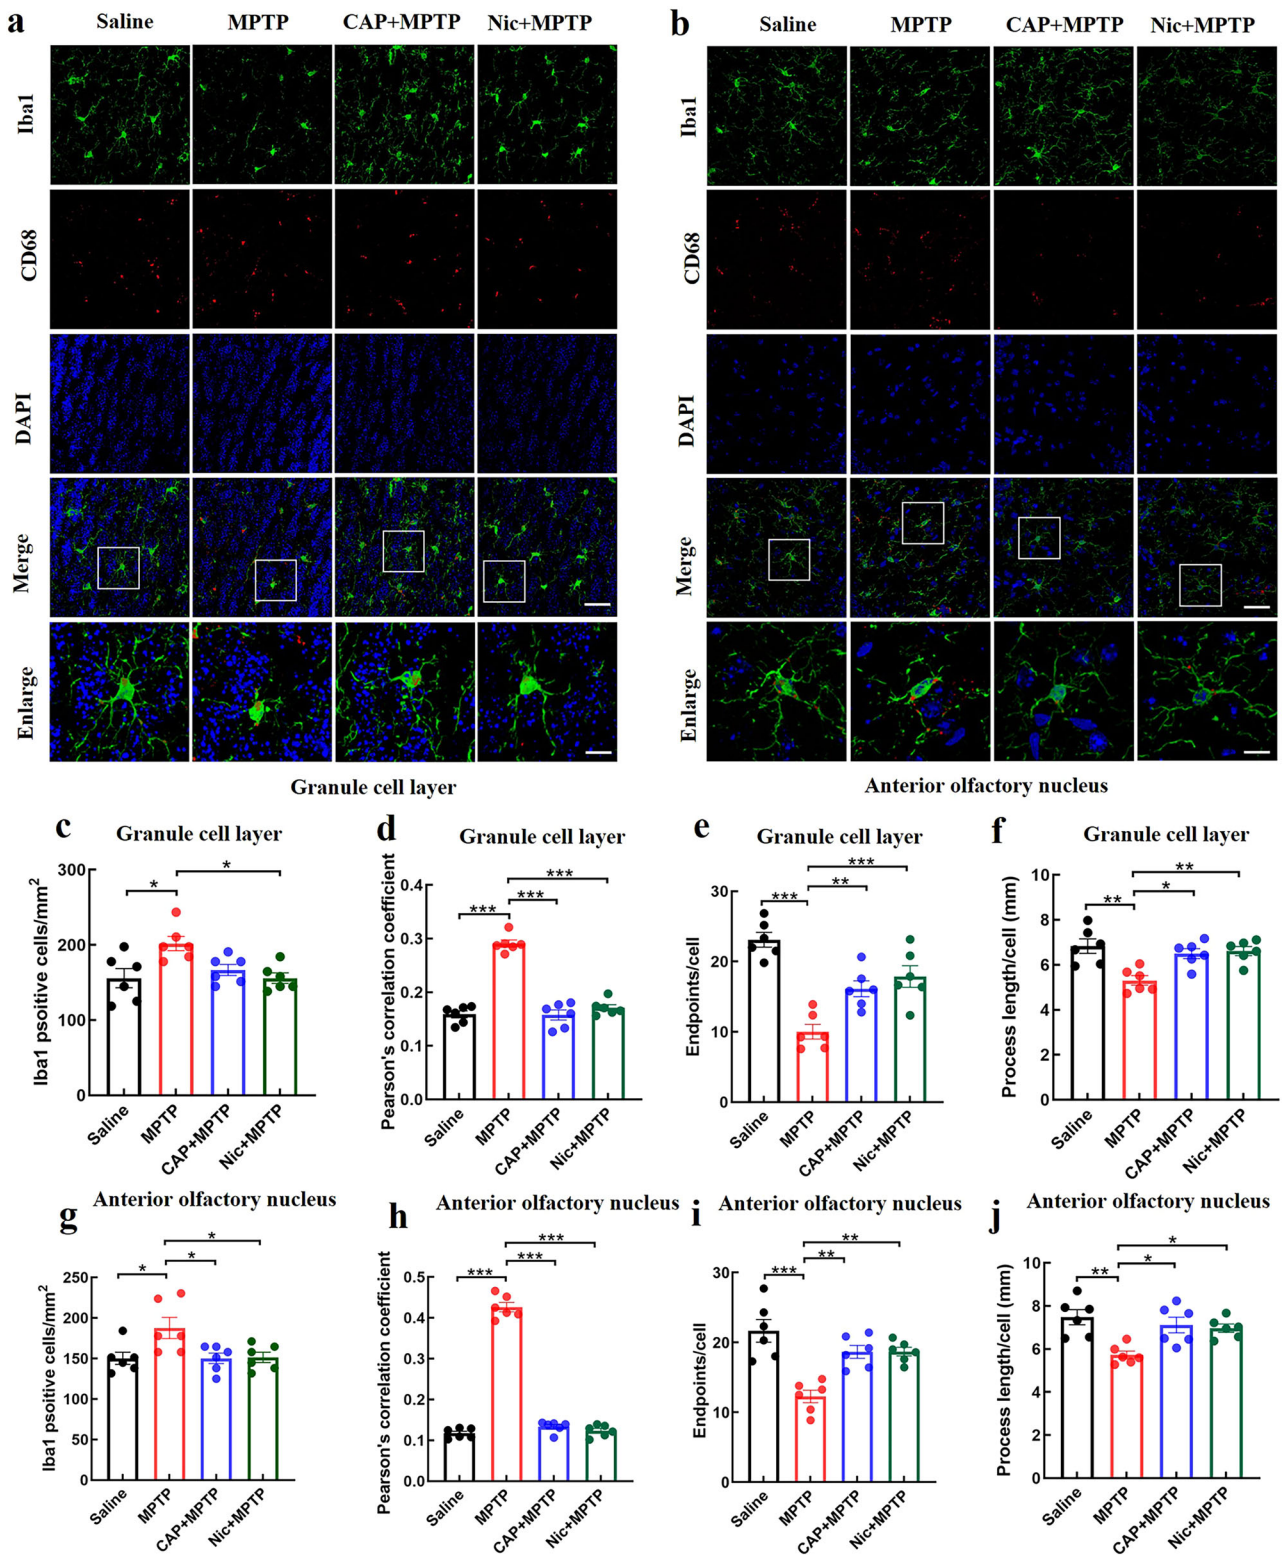 a
Saline MPTP CAP+MPTP Nic+MPTP
Iba1
CD68
DAPI
Merge
Enlarge
Granule cell layer
b
Saline MPTP CAP+MPTP Nic+MPTP
Iba1
CD68
DAPI
Merge
Enlarge
Anterior olfactory nucleus
c
Granule cell layer
Iba1 psoitive cells/mm2
300
200
100
0
*
*
Saline MPTP CAP+MPTP Nic+MPTP
d
Granule cell layer
Pearson's correlation coefficient
0.4
0.3
0.2
0.1
0.0
***
***
***
Saline MPTP CAP+MPTP Nic+MPTP
e
Granule cell layer
Endpoints/cell
30
20
10
0
***
**
***
Saline MPTP CAP+MPTP Nic+MPTP
f
Granule cell layer
Process length/cell (mm)
10
8
6
4
2
0
**
*
**
Saline MPTP CAP+MPTP Nic+MPTP
g
Anterior olfactory nucleus
Iba1 psoitive cells/mm2
250
200
150
100
50
0
*
*
*
Saline MPTP CAP+MPTP Nic+MPTP
h
Anterior olfactory nucleus
Pearson's correlation coefficient
0.5
0.4
0.3
0.2
0.1
0.0
***
***
***
Saline MPTP CAP+MPTP Nic+MPTP
i
Anterior olfactory nucleus
Endpoints/cell
30
20
10
0
***
**
**
Saline MPTP CAP+MPTP Nic+MPTP
j
Anterior olfactory nucleus
Process length/cell (mm)
10
8
6
4
2
0
**
*
*
Saline MPTP CAP+MPTP Nic+MPTP